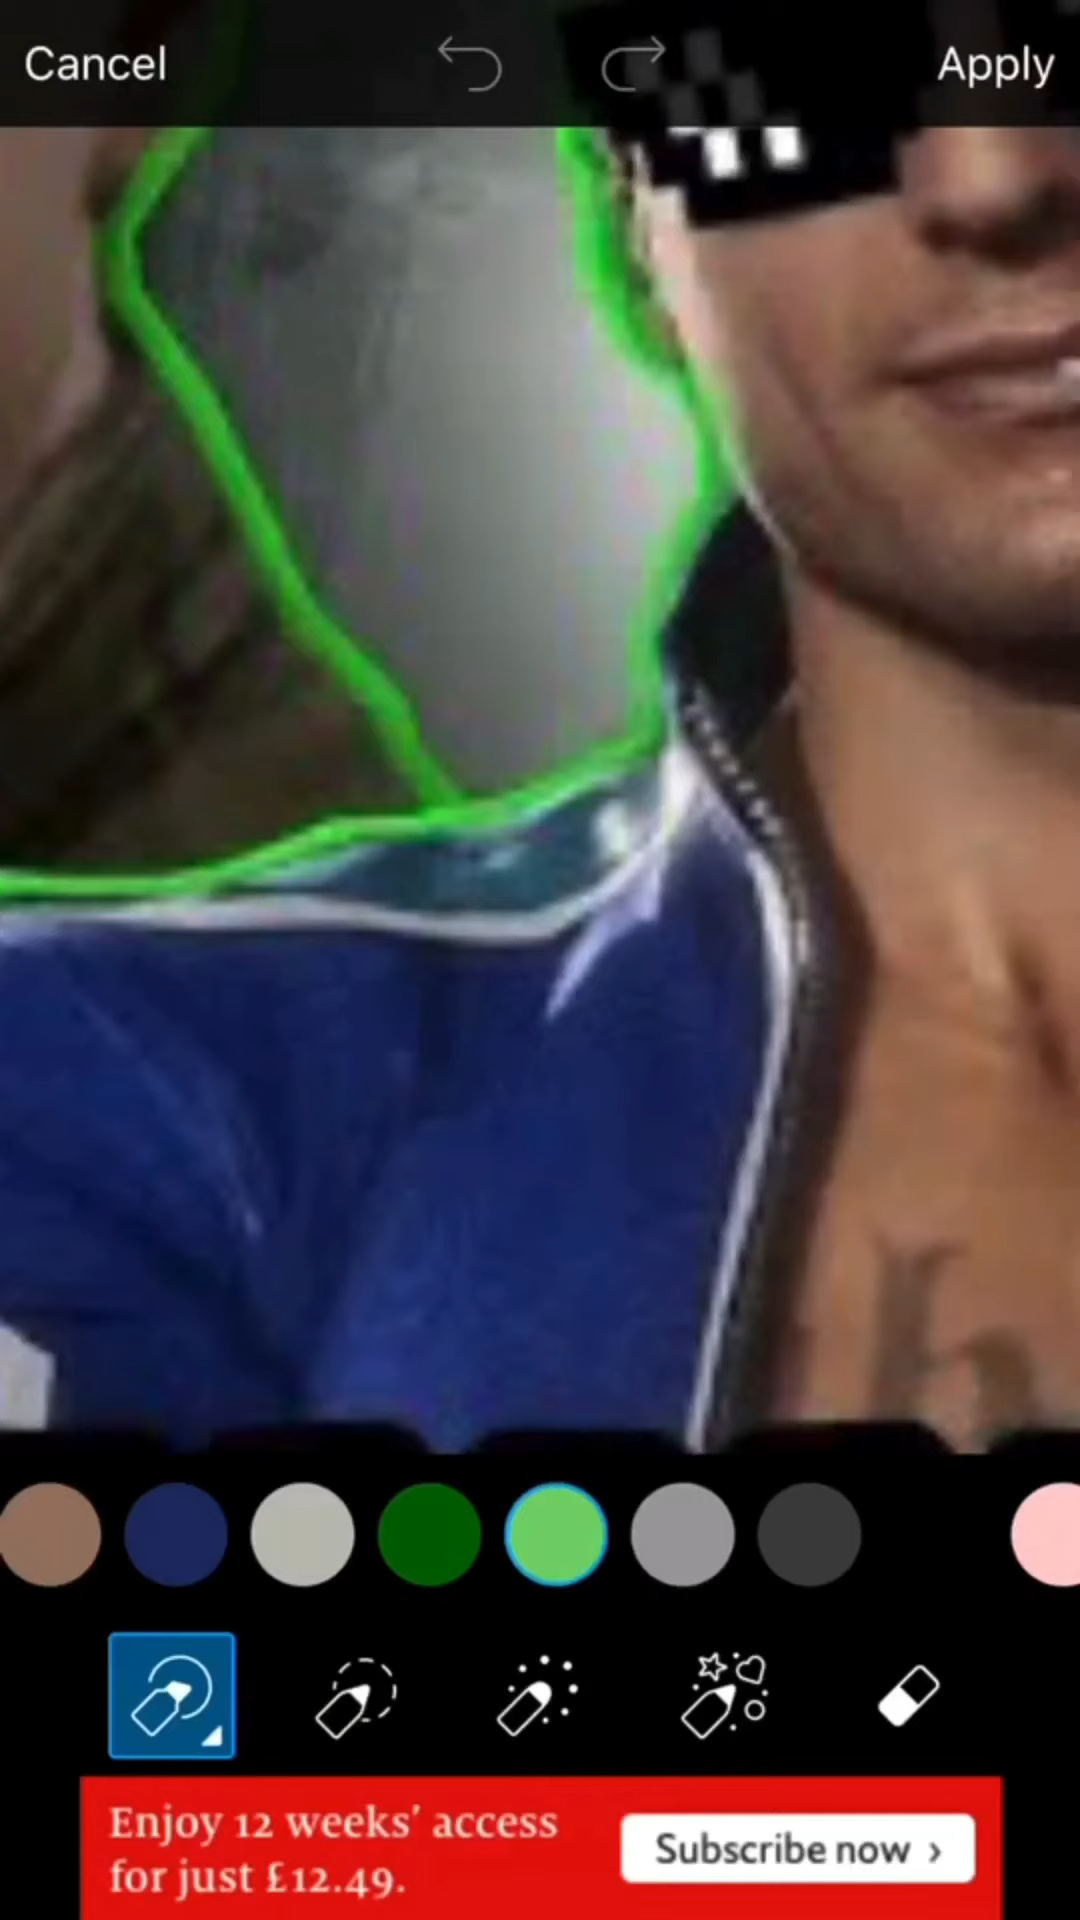 Cancel
Apply
Enjoy 12 weeks' access
for just £12.49.
Subscribe now ›